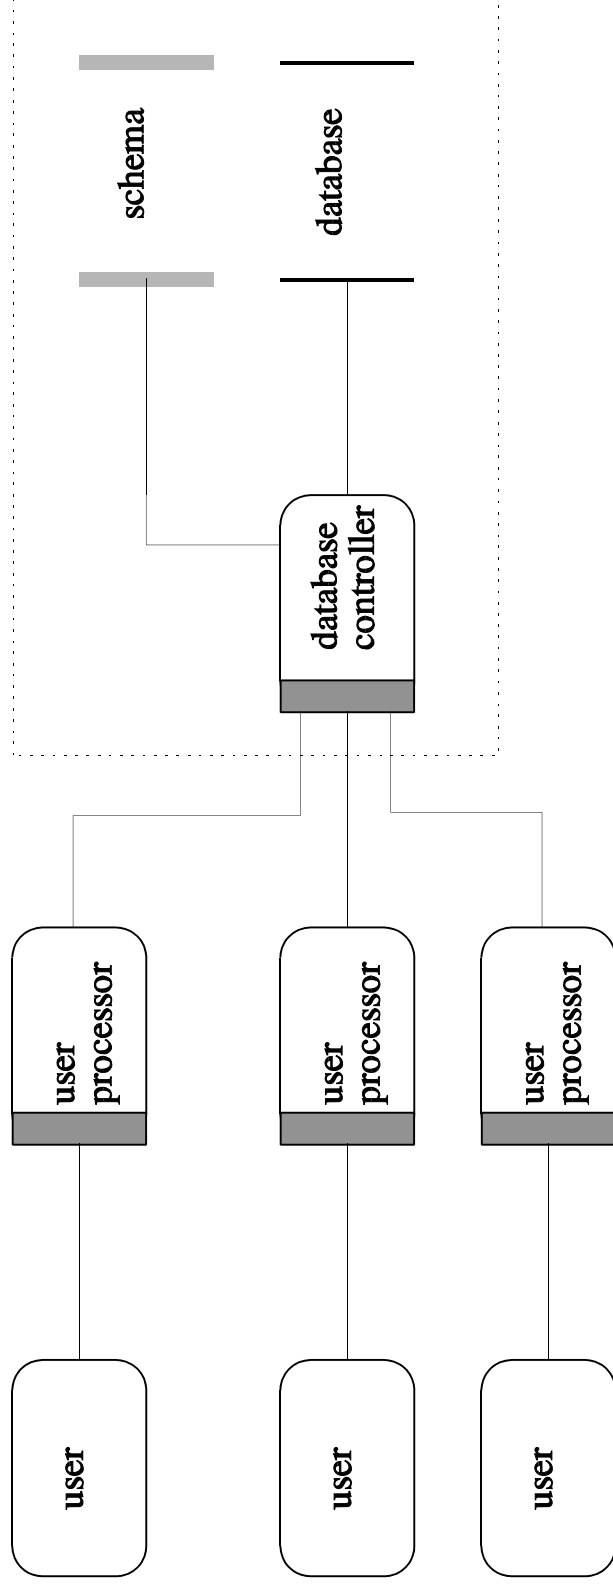 schema
database
database
controller
user
processor
user
processor
user
processor
user
user
user